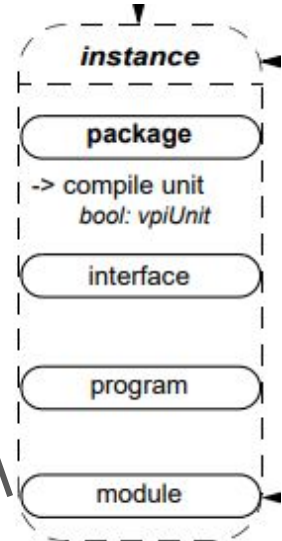 instance
package
-> compile unit
bool: vpiUnit
interface
program
module